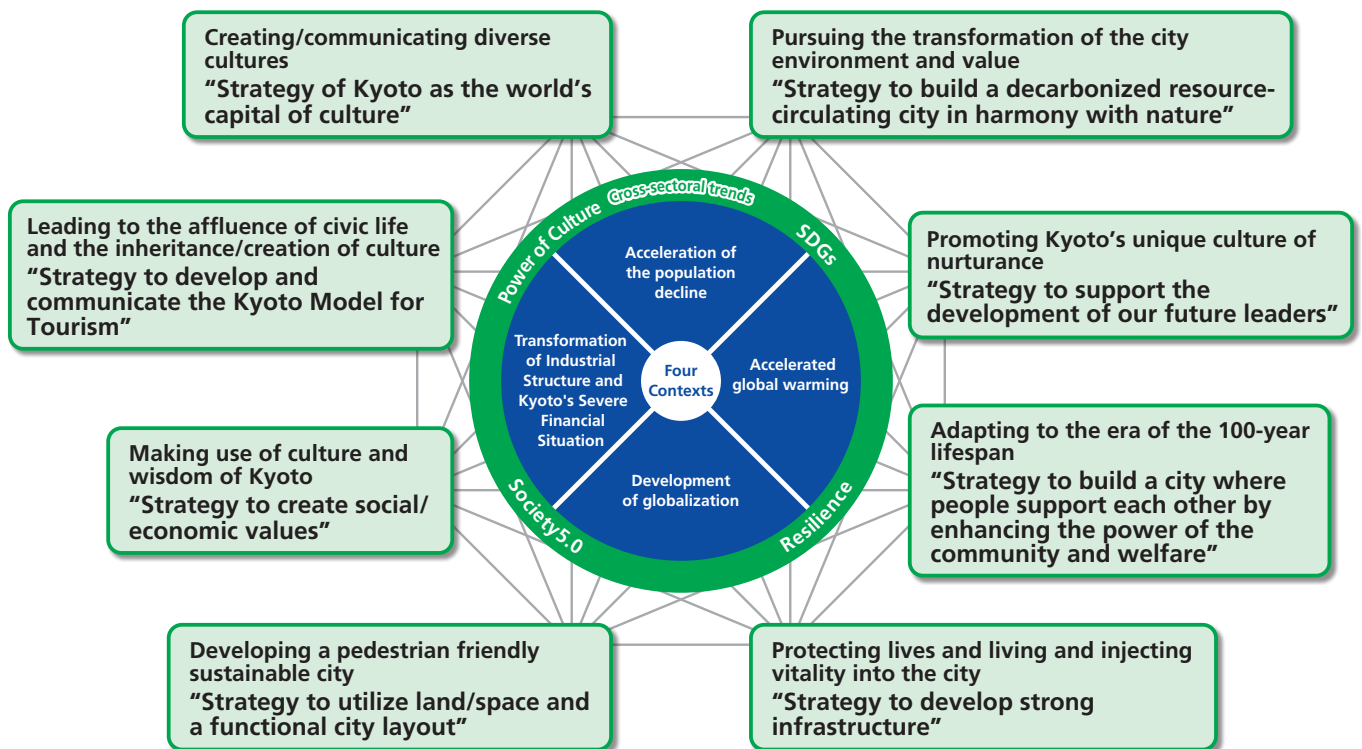 Creating/communicating diverse
cultures
“Strategy of Kyoto as the world’s
capital of culture”
Pursuing the transformation of the city
environment and value
“Strategy to build a decarbonized resource-
circulating city in harmony with nature”
Leading to the affluence of civic life
and the inheritance/creation of culture
“Strategy to develop and
communicate the Kyoto Model for
Tourism”
Promoting Kyoto’s unique culture of
nurturance
“Strategy to support the
development of our future leaders”
Cross-sectoral trends
Power of Culture
SDGs
Acceleration of
the population
decline
Transformation
of Industrial
Structure and
Kyoto's Severe
Financial
Situation
Four
Contexts
Accelerated
global warming
Development
of globalization
Society5.0
Resilience
Making use of culture and
wisdom of Kyoto
“Strategy to create social/
economic values”
Adapting to the era of the 100-year
lifespan
“Strategy to build a city where
people support each other by
enhancing the power of the
community and welfare”
Developing a pedestrian friendly
sustainable city
“Strategy to utilize land/space and
a functional city layout”
Protecting lives and living and injecting
vitality into the city
“Strategy to develop strong
infrastructure”